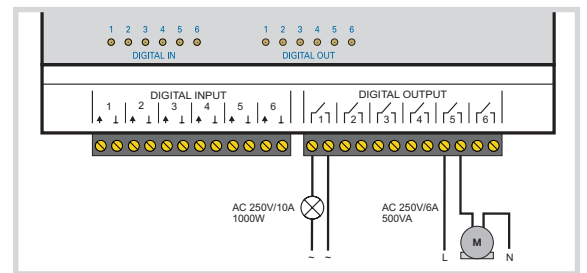 1 2 3 4 5 6 1 2 3 4 5 6
DIGITAL IN DIGITAL OUT
DIGITAL INPUT DIGITAL OUTPUT
1 2 3 4 5 6 1 2 3 4 5 6
AC 250V/10A
1000W
AC 250V/6A
500VA
M
~ ~ L N